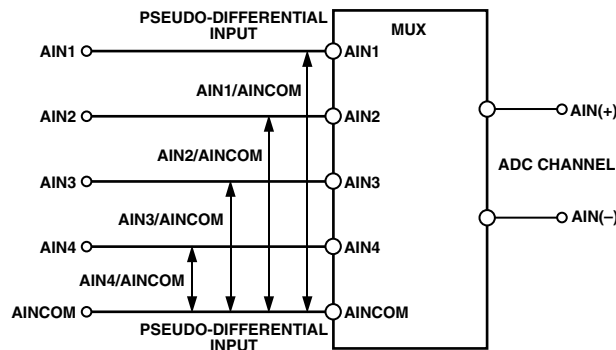 PSEUDO-DIFFERENTIAL
INPUT
MUX
AIN1
AIN1
AIN1/AINCOM
AIN2
AIN2
AIN(+)
AIN2/AINCOM
ADC CHANNEL
AIN3
AIN3
AIN3/AINCOM
AIN(–)
AIN4
AIN4
AIN4/AINCOM
AINCOM
AINCOM
PSEUDO-DIFFERENTIAL
INPUT